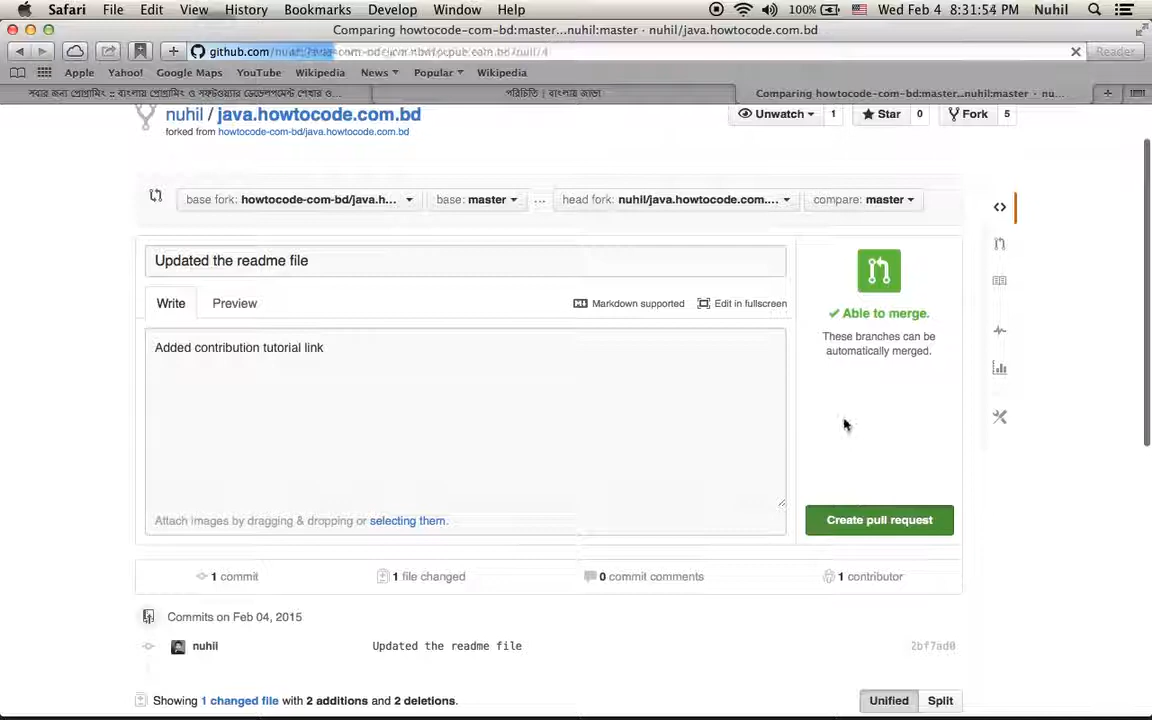 Safari File Edit View History Bookmarks Develop Window Help 100% Wed Feb 4 8:31:54 PM Nuhil
Comparing howtocode-com-bd:master...nuhil:master · nuhil/java.howtocode.com.bd
github.com/ Reader
Apple Yahoo! Google Maps YouTube Wikipedia News Popular Wikipedia
সবার জন্য প্রোগ্রামিং :: বাংলায় প্রোগ্রামিং ও সফটওয়্যার ডেভেলপমেন্ট শেখার ও... পরিচিতি | বাংলায় জাভা Comparing howtocode-com-bd:master...nuhil:master · nu...
nuhil / java.howtocode.com.bd Unwatch 1 Star 0 Fork 5
forked from howtocode-com-bd/java.howtocode.com.bd
base fork: howtocode-com-bd/java.h... base: master ... head fork: nuhil/java.howtocode.com.... compare: master
Updated the readme file
Write Preview Markdown supported Edit in fullscreen
Able to merge.
These branches can be
automatically merged.
Added contribution tutorial link
Attach images by dragging & dropping or selecting them.
Create pull request
1 commit 1 file changed 0 commit comments 1 contributor
Commits on Feb 04, 2015
nuhil Updated the readme file 2bf7ad0
Showing 1 changed file with 2 additions and 2 deletions. Unified Split